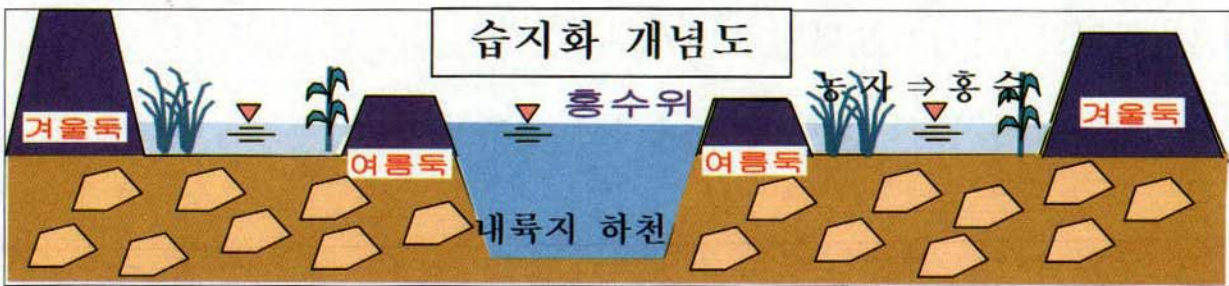 습지화 개념도
홍수위
농 자 → 홍 수
겨울둑
겨울둑
여름둑
여름둑
내륙지 하천